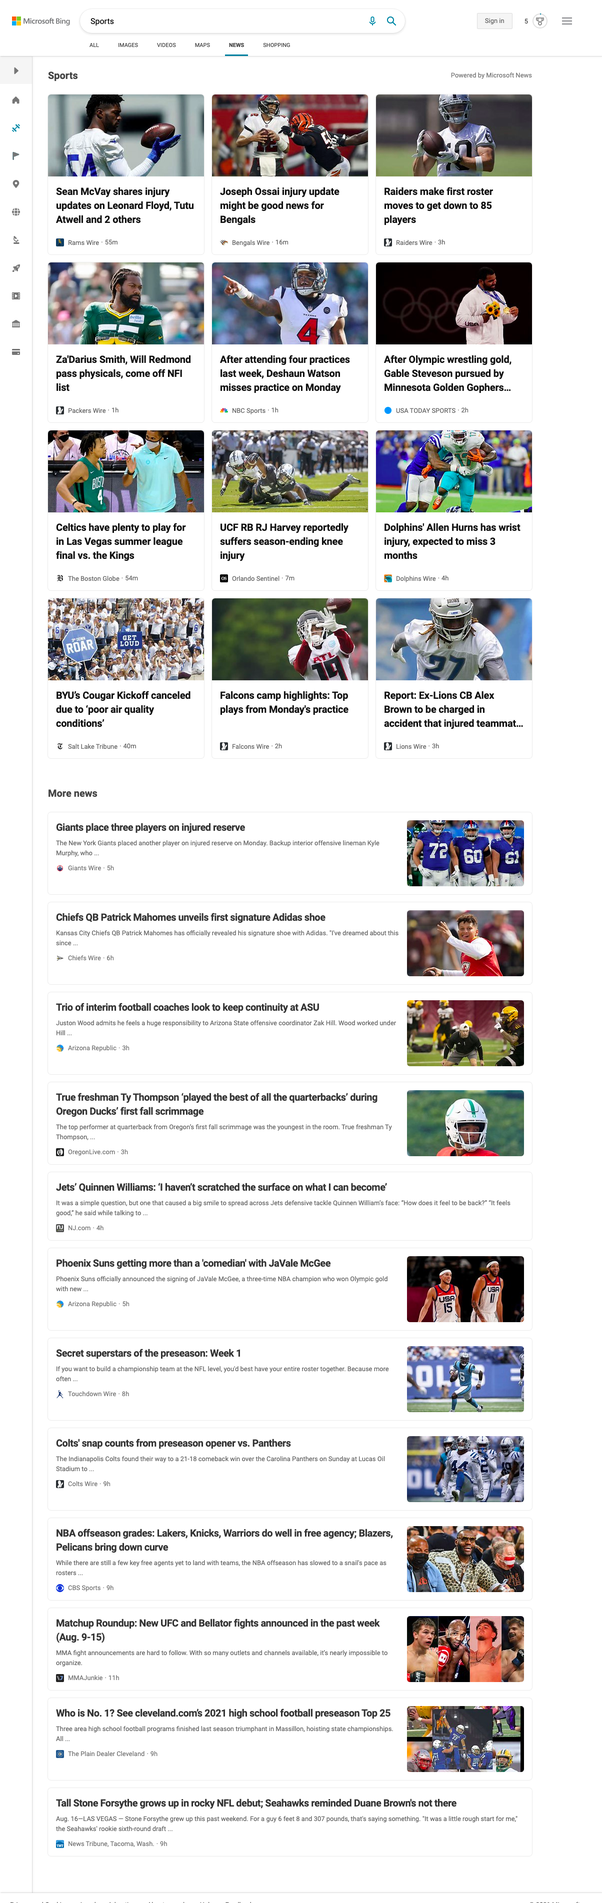 Microsoft Bing
Sports
Sign in
5
ALL IMAGES VIDEOS MAPS NEWS SHOPPING
Sports
Powered by Microsoft News
Sean McVay shares injury
updates on Leonard Floyd, Tutu
Atwell and 2 others
Rams Wire · 55m
Joseph Ossai injury update
might be good news for
Bengals
Bengals Wire · 16m
Raiders make first roster
moves to get down to 85
players
Raiders Wire · 3h
Za'Darius Smith, Will Redmond
pass physicals, come off NFI
list
Packers Wire · 1h
After attending four practices
last week, Deshaun Watson
misses practice on Monday
NBC Sports · 1h
After Olympic wrestling gold,
Gable Steveson pursued by
Minnesota Golden Gophers...
USA TODAY SPORTS · 2h
Celtics have plenty to play for
in Las Vegas summer league
final vs. the Kings
The Boston Globe · 54m
UCF RB RJ Harvey reportedly
suffers season-ending knee
injury
Orlando Sentinel · 7m
Dolphins' Allen Hurns has wrist
injury, expected to miss 3
months
Dolphins Wire · 4h
ROAR
GET
LOUD
BYU's Cougar Kickoff canceled
due to 'poor air quality
conditions'
Salt Lake Tribune · 40m
ATL
19
Falcons camp highlights: Top
plays from Monday's practice
Falcons Wire · 2h
27
Report: Ex-Lions CB Alex
Brown to be charged in
accident that injured teammat...
Lions Wire · 3h
More news
Giants place three players on injured reserve
The New York Giants placed another player on injured reserve on Monday. Backup interior offensive lineman Kyle
Murphy, who ...
Giants Wire · 5h
72 60 61
Chiefs QB Patrick Mahomes unveils first signature Adidas shoe
Kansas City Chiefs QB Patrick Mahomes has officially revealed his signature shoe with Adidas. "I've dreamed about this
since ...
Chiefs Wire · 6h
Trio of interim football coaches look to keep continuity at ASU
Juston Wood admits he feels a huge responsibility to Arizona State offensive coordinator Zak Hill. Wood worked under
Hill ...
Arizona Republic · 3h
True freshman Ty Thompson 'played the best of all the quarterbacks' during
Oregon Ducks' first fall scrimmage
The top performer at quarterback from Oregon's first fall scrimmage was the youngest in the room. True freshman Ty
Thompson, ...
OregonLive.com · 3h
Jets' Quinnen Williams: 'I haven't scratched the surface on what I can become'
It was a simple question, but one that caused a big smile to spread across Jets defensive tackle Quinnen William's face: "How does it feel to be back?" "It feels
good," he said while talking to ...
NJ.com · 4h
Phoenix Suns getting more than a 'comedian' with JaVale McGee
Phoenix Suns officially announced the signing of JaVale McGee, a three-time NBA champion who won Olympic gold
with new ...
Arizona Republic · 5h
USA
15
USA
11
Secret superstars of the preseason: Week 1
If you want to build a championship team at the NFL level, you'd best have your entire roster together. Because more
often ...
Touchdown Wire · 8h
Colts' snap counts from preseason opener vs. Panthers
The Indianapolis Colts found their way to a 21-18 comeback win over the Carolina Panthers on Sunday at Lucas Oil
Stadium to ...
Colts Wire · 9h
NBA offseason grades: Lakers, Knicks, Warriors do well in free agency; Blazers,
Pelicans bring down curve
While there are still a few key free agents yet to land with teams, the NBA offseason has slowed to a snail's pace as
rosters ...
CBS Sports · 9h
Matchup Roundup: New UFC and Bellator fights announced in the past week
(Aug. 9-15)
MMA fight announcements are hard to follow. With so many outlets and channels available, it's nearly impossible to
organize.
MMAJunkie · 11h
Who is No. 1? See cleveland.com's 2021 high school football preseason Top 25
Three area high school football programs finished last season triumphant in Massillon, hoisting state championships.
All ...
The Plain Dealer Cleveland · 9h
Tall Stone Forsythe grows up in rocky NFL debut; Seahawks reminded Duane Brown's not there
Aug. 16—LAS VEGAS — Stone Forsythe grew up this past weekend. For a guy 6 feet 8 and 307 pounds, that's saying something. "It was a little rough start for me,"
the Seahawks' rookie sixth-round draft ...
News Tribune, Tacoma, Wash. · 9h